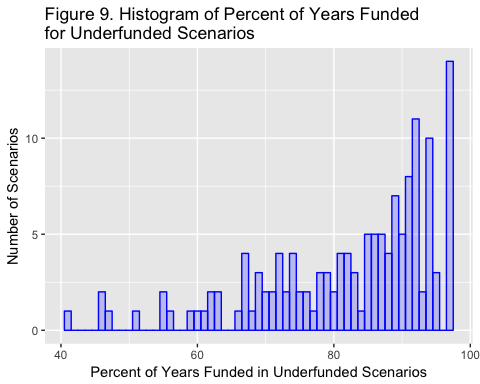 Figure 9. Histogram of Percent of Years Funded
for Underfunded Scenarios
Number of Scenarios
10
5
0
40 60 80 100
Percent of Years Funded in Underfunded Scenarios